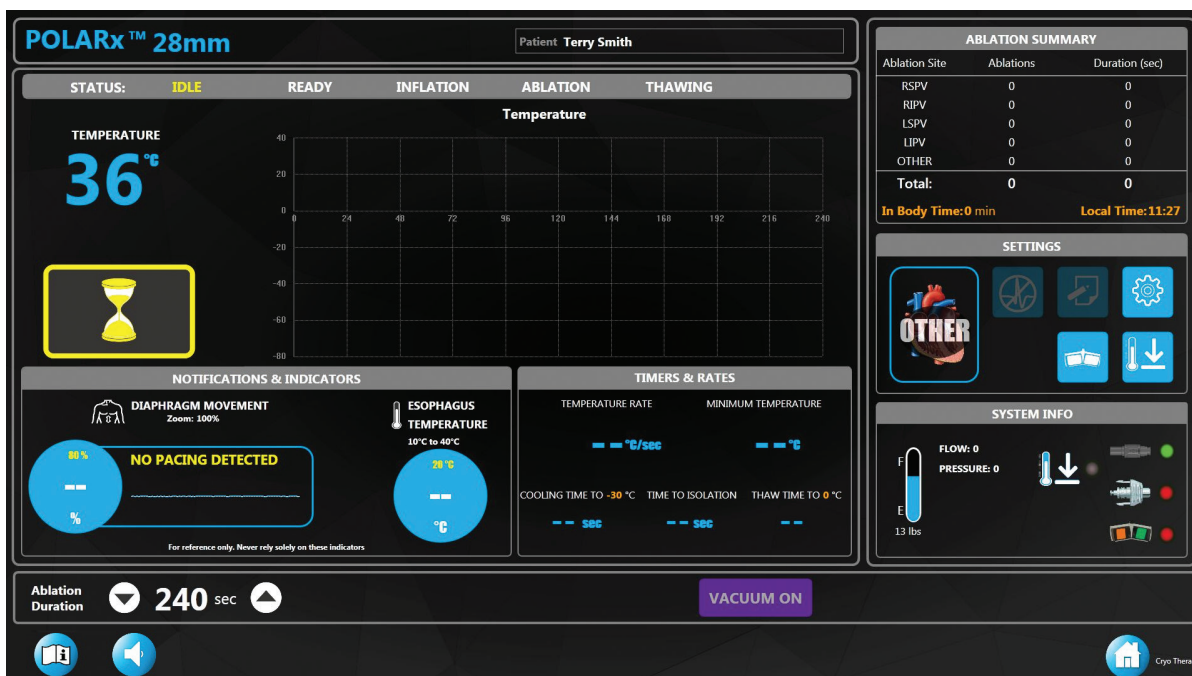 POLARx™ 28mm
Patient Terry Smith
STATUS: IDLE READY INFLATION ABLATION THAWING
TEMPERATURE
36°C
Temperature
40
20
0
-20
-40
-60
-80
0 24 48 72 96 120 144 168 192 216 240
NOTIFICATIONS & INDICATORS
DIAPHRAGM MOVEMENT
Zoom: 100%
80%
--
%
NO PACING DETECTED
ESOPHAGUS
TEMPERATURE
10°C to 40°C
20 °C
--
°C
For reference only. Never rely solely on these indicators
TIMERS & RATES
TEMPERATURE RATE MINIMUM TEMPERATURE
-- °C/sec -- °C
COOLING TIME TO -30 °C TIME TO ISOLATION THAW TIME TO 0 °C
-- sec -- sec --
ABLATION SUMMARY
Ablation Site Ablations Duration (sec)
RSPV 0 0
RIPV 0 0
LSPV 0 0
LIPV 0 0
OTHER 0 0
Total: 0 0
In Body Time:0 min Local Time:11:27
SETTINGS
OTHER
SYSTEM INFO
F
E
13 lbs
FLOW: 0
PRESSURE: 0
Ablation
Duration
240 sec
VACUUM ON
i
Cryo Thera